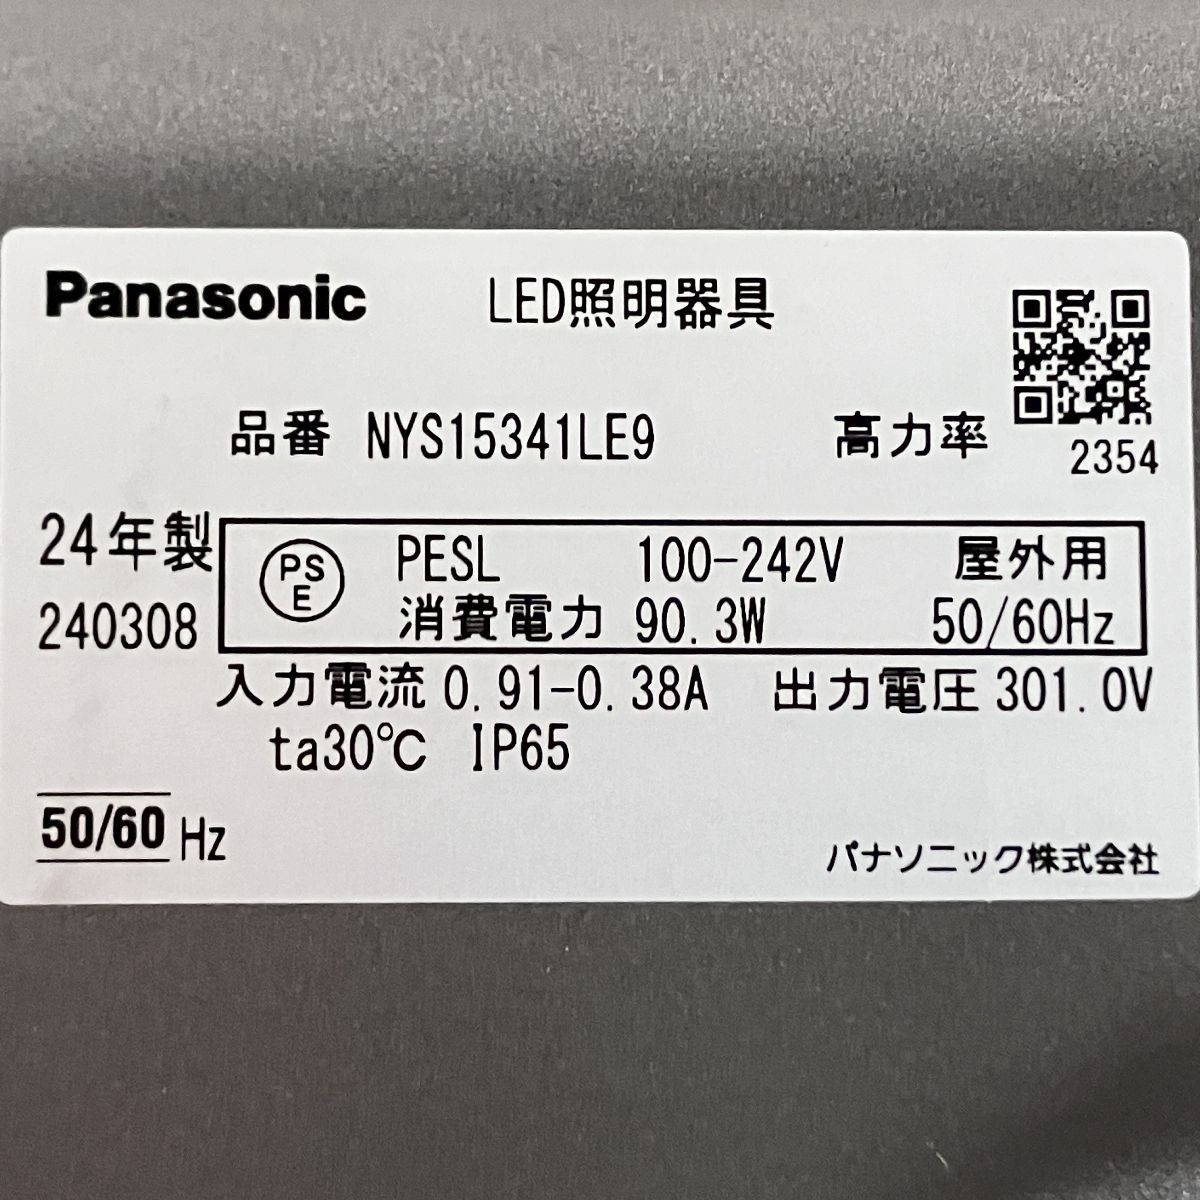 Panasonic LED照明器具
品番 NYS15341LE9 高力率
2354
24年製
240308
PS
E
PESL 100-242V 屋外用
消費電力 90.3W 50/60Hz
入力電流 0.91-0.38A 出力電圧 301.0V
ta30℃ IP65
50/60 Hz
パナソニック株式会社